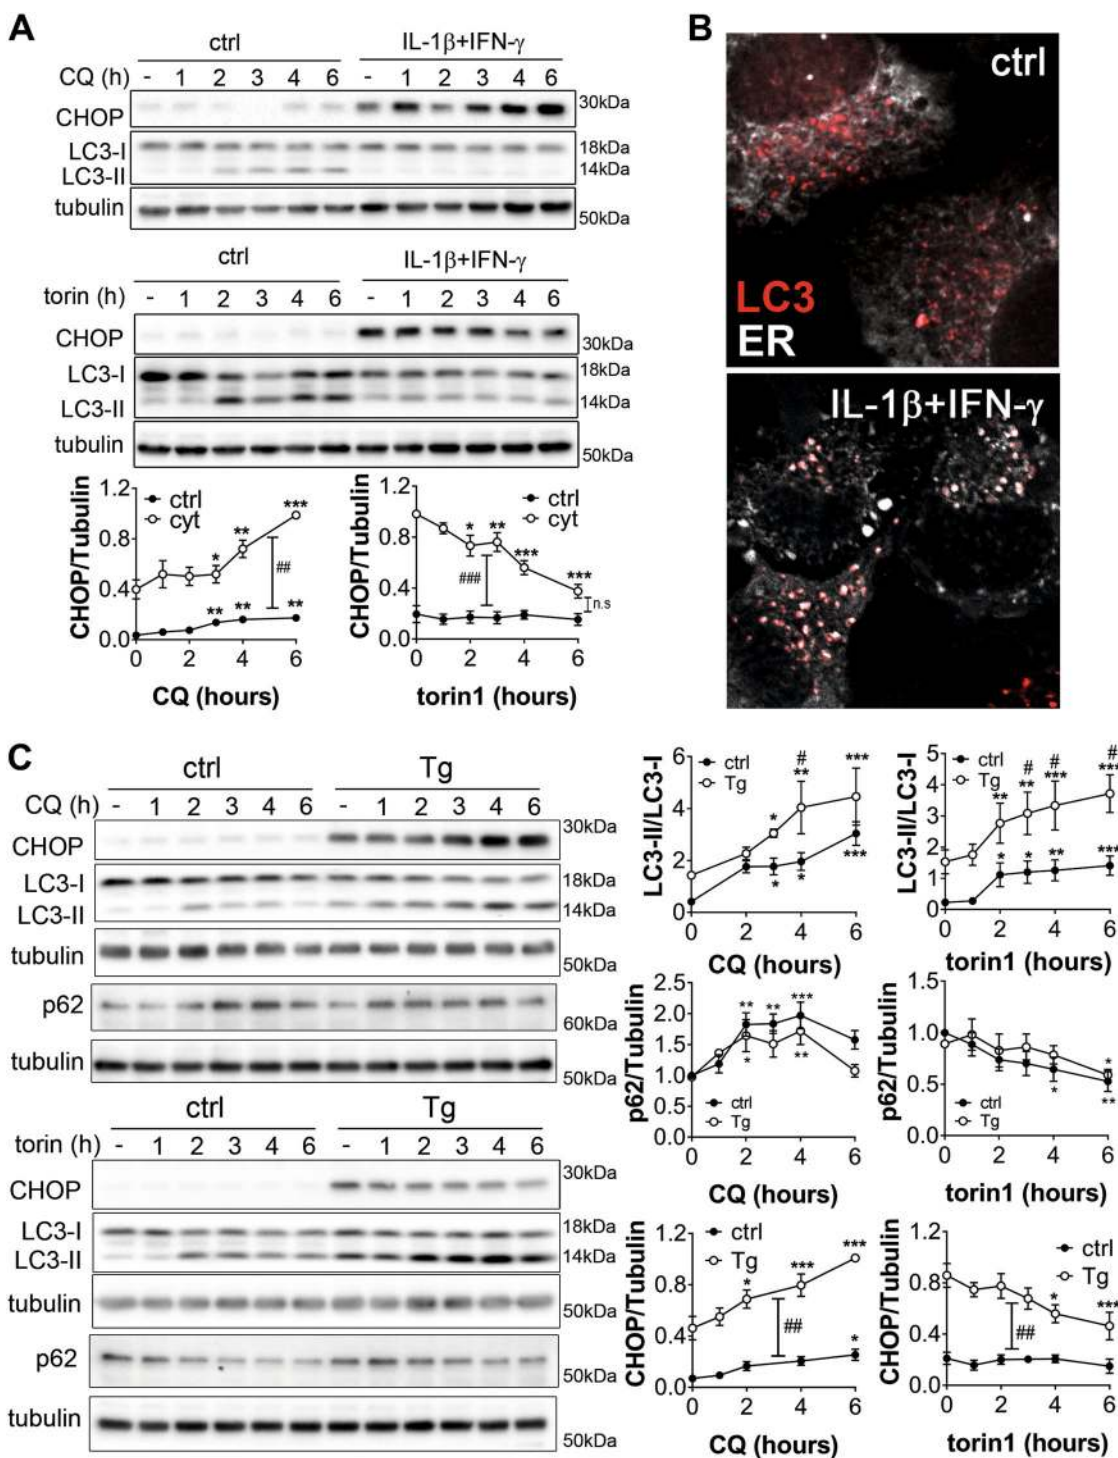 A
ctrl
IL-1β+IFN-γ
CQ (h) - 1 2 3 4 6 - 1 2 3 4 6
CHOP 30kDa
LC3-I 18kDa
LC3-II 14kDa
tubulin 50kDa
ctrl
IL-1β+IFN-γ
torin (h) - 1 2 3 4 6 - 1 2 3 4 6
CHOP 30kDa
LC3-I 18kDa
LC3-II 14kDa
tubulin 50kDa
CHOP/Tubulin
1.2
0.8
0.4
0.0
ctrl
cyt
* ** ***
##
** ** **
0 2 4 6
CQ (hours)
CHOP/Tubulin
1.2
0.8
0.4
0.0
ctrl
cyt
* ** *** ***
###
n.s
0 2 4 6
torin1 (hours)
B
ctrl
LC3
ER
IL-1β+IFN-γ
C
ctrl
Tg
CQ (h) - 1 2 3 4 6 - 1 2 3 4 6
CHOP 30kDa
LC3-I 18kDa
LC3-II 14kDa
tubulin 50kDa
p62 60kDa
tubulin 50kDa
ctrl
Tg
torin (h) - 1 2 3 4 6 - 1 2 3 4 6
CHOP 30kDa
LC3-I 18kDa
LC3-II 14kDa
tubulin 50kDa
p62 50kDa
tubulin 50kDa
LC3-II/LC3-I
6
4
2
0
ctrl
Tg
#
* ** ***
* * ***
0 2 4 6
CQ (hours)
LC3-II/LC3-I
5
4
3
2
1
0
ctrl
Tg
# # #
** ** *** ***
* * ** ***
0 2 4 6
torin1 (hours)
p62/Tubulin
2.5
2.0
1.5
1.0
0.5
0.0
** ** ***
* **
ctrl
Tg
0 2 4 6
CQ (hours)
p62/Tubulin
1.5
1.0
0.5
0.0
*
* **
ctrl
Tg
0 2 4 6
torin1 (hours)
CHOP/Tubulin
1.2
0.8
0.4
0.0
ctrl
Tg
* *** ***
##
*
0 2 4 6
CQ (hours)
CHOP/Tubulin
1.2
0.8
0.4
0.0
ctrl
Tg
* ***
##
0 2 4 6
torin1 (hours)